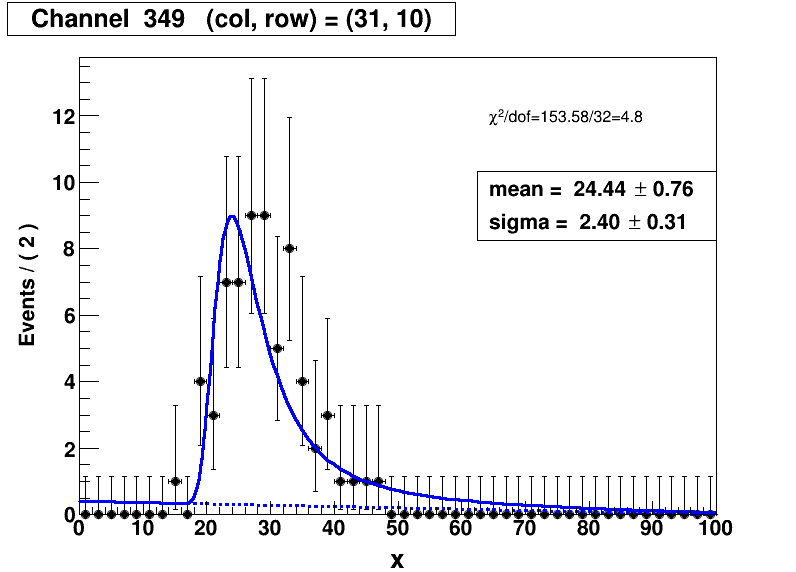 Channel 349 (col, row) = (31, 10)
χ²/dof=153.58/32=4.8
mean = 24.44 ± 0.76
sigma = 2.40 ± 0.31
Events / ( 2 )
12
10
8
6
4
2
0
0 10 20 30 40 50 60 70 80 90 100
x